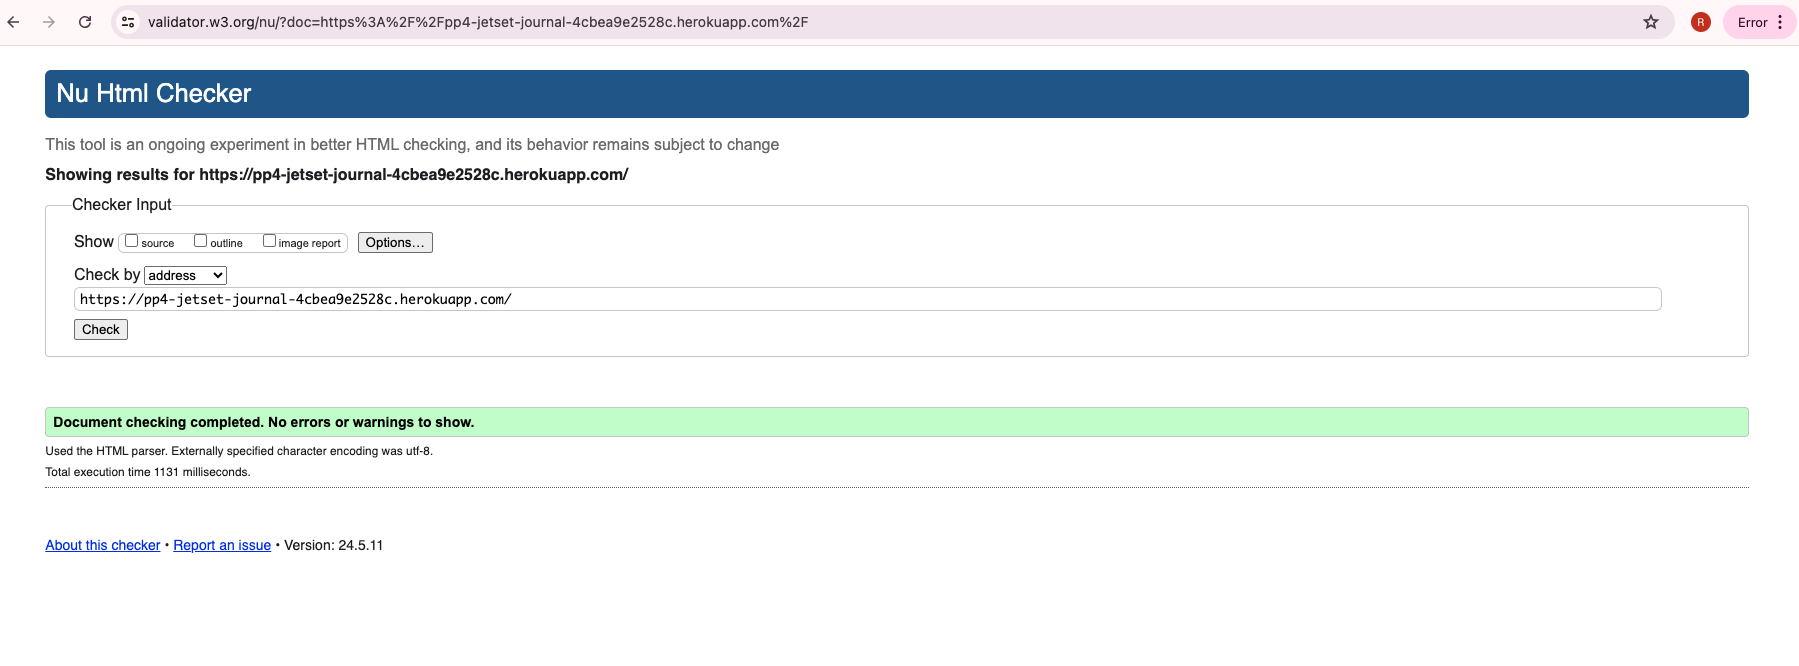 validator.w3.org/nu/?doc=https%3A%2F%2Fpp4-jetset-journal-4cbea9e2528c.herokuapp.com%2F
R
Error
Nu Html Checker
This tool is an ongoing experiment in better HTML checking, and its behavior remains subject to change
Showing results for https://pp4-jetset-journal-4cbea9e2528c.herokuapp.com/
Checker Input
Show source outline image report Options...
Check by address
https://pp4-jetset-journal-4cbea9e2528c.herokuapp.com/
Check
Document checking completed. No errors or warnings to show.
Used the HTML parser. Externally specified character encoding was utf-8.
Total execution time 1131 milliseconds.
About this checker • Report an issue • Version: 24.5.11